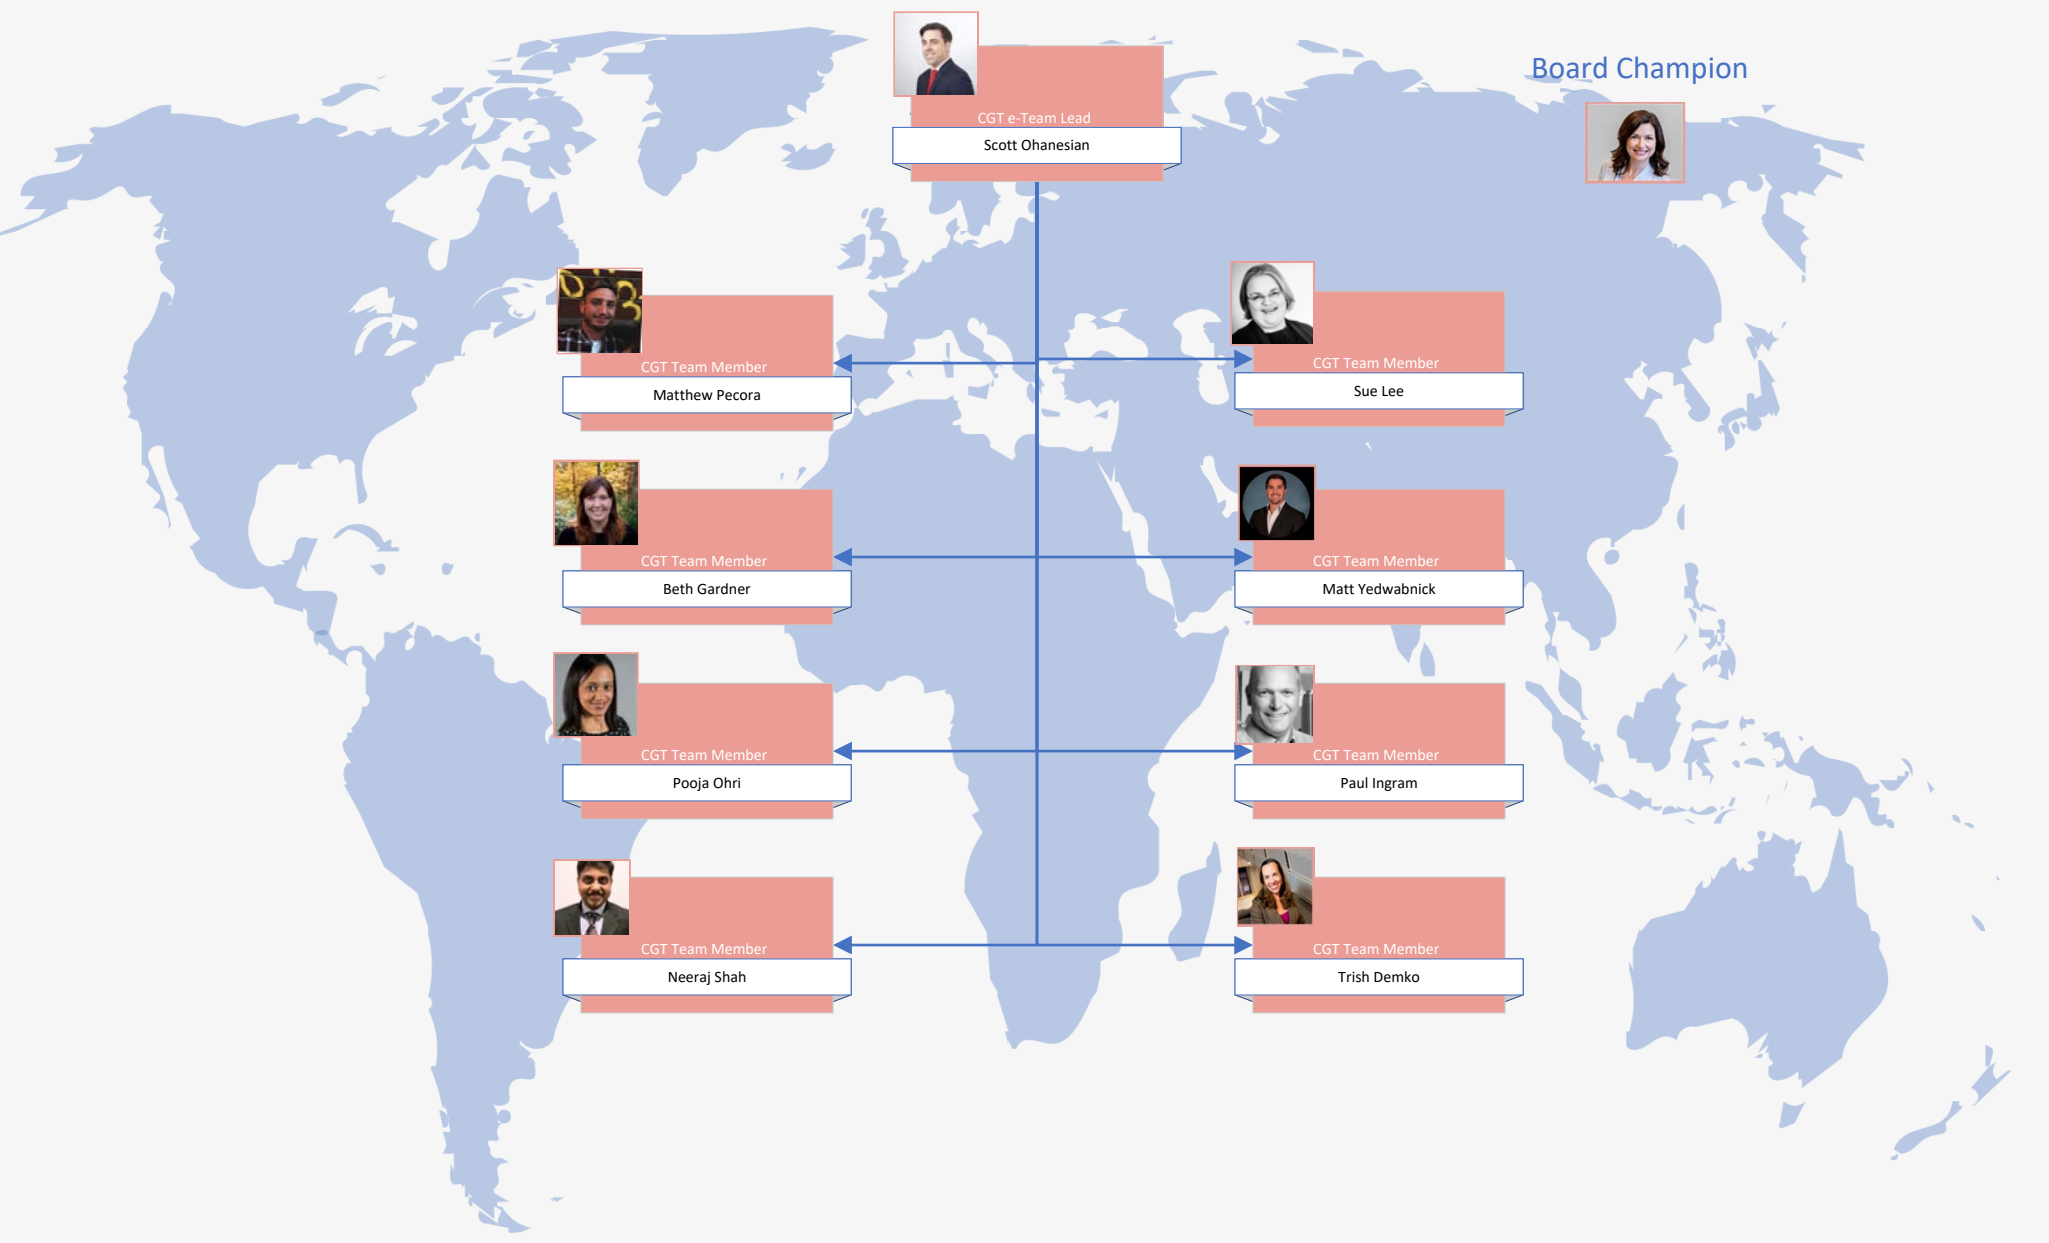 Board Champion
CGT e-Team Lead
Scott Ohanesian
CGT Team Member
Matthew Pecora
CGT Team Member
Sue Lee
CGT Team Member
Beth Gardner
CGT Team Member
Matt Yedwabnick
CGT Team Member
Pooja Ohri
CGT Team Member
Paul Ingram
CGT Team Member
Neeraj Shah
CGT Team Member
Trish Demko